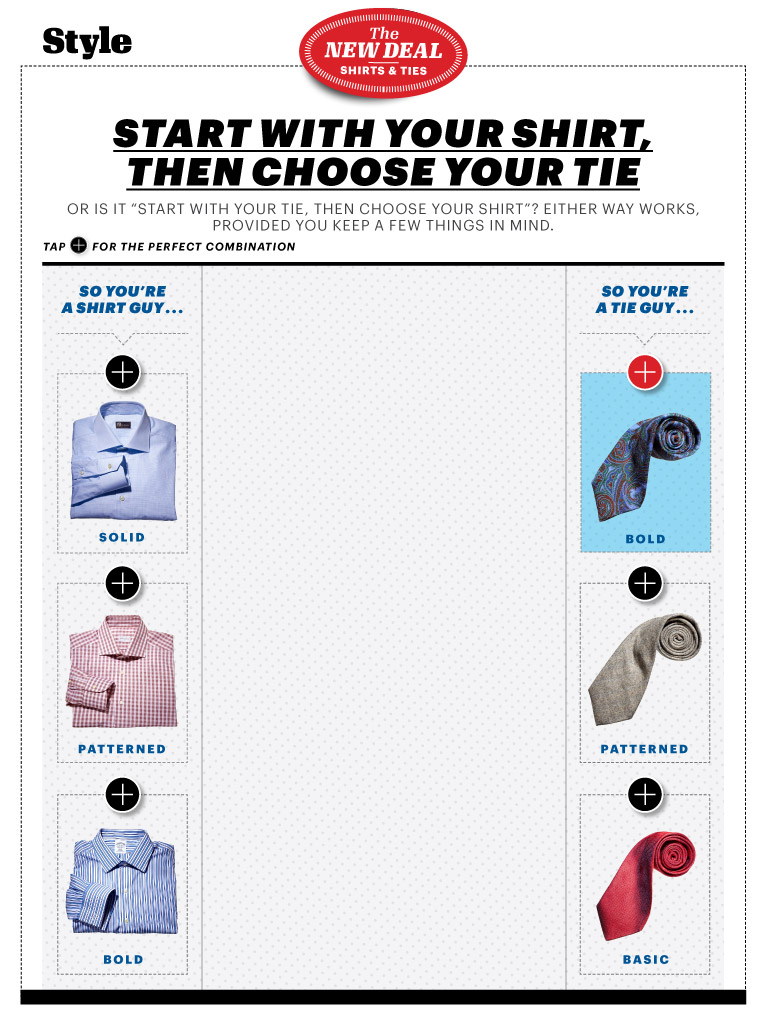 Style
The
NEW DEAL
SHIRTS & TIES
START WITH YOUR SHIRT,
THEN CHOOSE YOUR TIE
OR IS IT “START WITH YOUR TIE, THEN CHOOSE YOUR SHIRT”? EITHER WAY WORKS,
PROVIDED YOU KEEP A FEW THINGS IN MIND.
TAP + FOR THE PERFECT COMBINATION
SO YOU’RE
A SHIRT GUY...
SOLID
PATTERNED
BOLD
SO YOU’RE
A TIE GUY...
BOLD
PATTERNED
BASIC